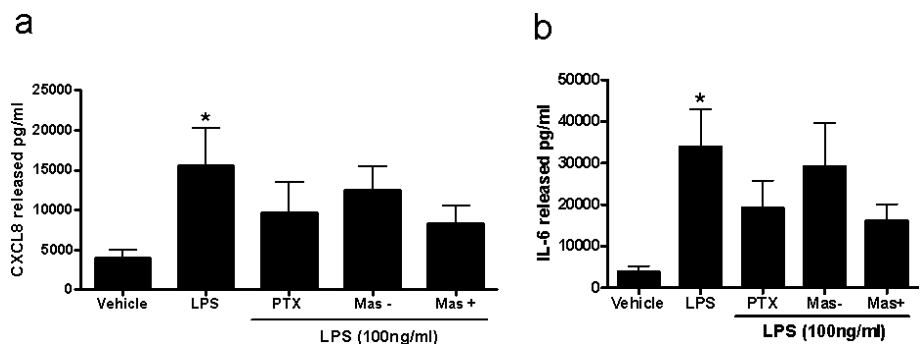 a
CXCL8 released pg/ml
25000
20000
15000
10000
5000
0
Vehicle LPS PTX Mas - Mas +
LPS (100ng/ml)
*
b
IL-6 released pg/ml
50000
40000
30000
20000
10000
0
Vehicle LPS PTX Mas- Mas+
LPS (100ng/ml)
*